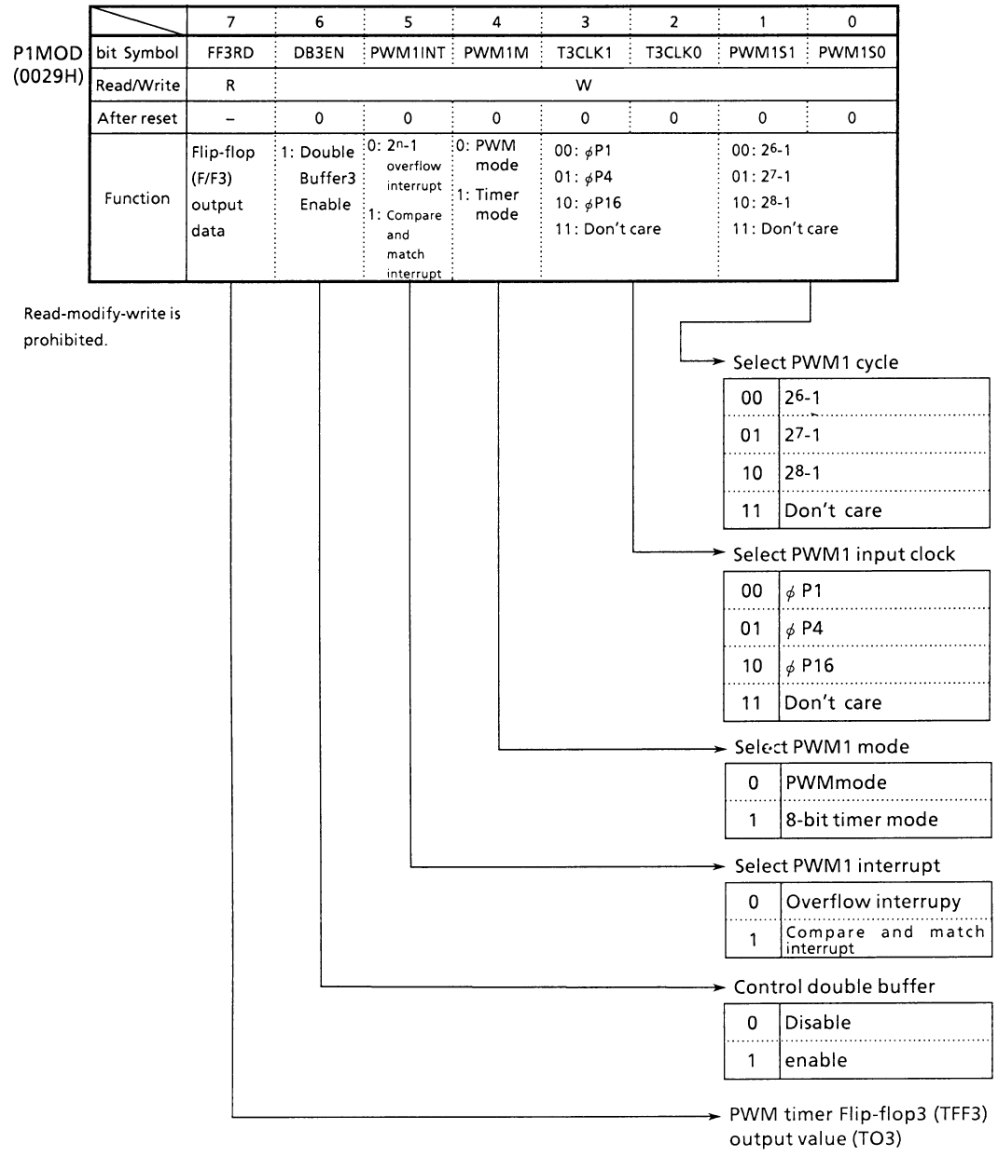 7 6 5 4 3 2 1 0
P1MOD (0029H)
bit Symbol FF3RD DB3EN PWM1INT PWM1M T3CLK1 T3CLK0 PWM1S1 PWM1S0
Read/Write R W
After reset – 0 0 0 0 0 0 0
Function
Flip-flop
(F/F3)
output
data
1: Double
Buffer3
Enable
0: 2n-1
overflow
interrupt
1: Compare
and
match
interrupt
0: PWM
mode
1: Timer
mode
00: ϕP1
01: ϕP4
10: ϕP16
11: Don't care
00: 26-1
01: 27-1
10: 28-1
11: Don't care
Read-modify-write is
prohibited.
Select PWM1 cycle
00 26-1
01 27-1
10 28-1
11 Don't care
Select PWM1 input clock
00 ϕ P1
01 ϕ P4
10 ϕ P16
11 Don't care
Select PWM1 mode
0 PWMmode
1 8-bit timer mode
Select PWM1 interrupt
0 Overflow interrupy
1 Compare and match
interrupt
Control double buffer
0 Disable
1 enable
PWM timer Flip-flop3 (TFF3)
output value (TO3)